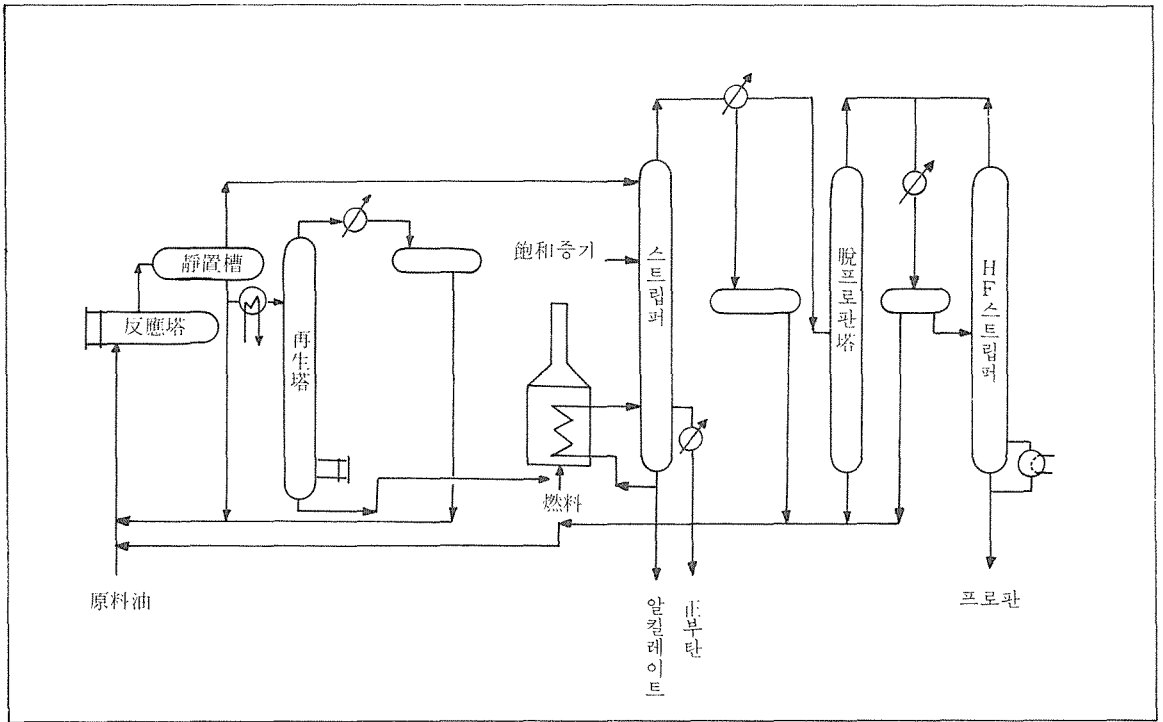 靜置槽
反應塔
再生塔
原料油
飽和증기
燃料
스트립퍼
알킬레이트
正부탄
脫프로판塔
HF스트립퍼
프로판